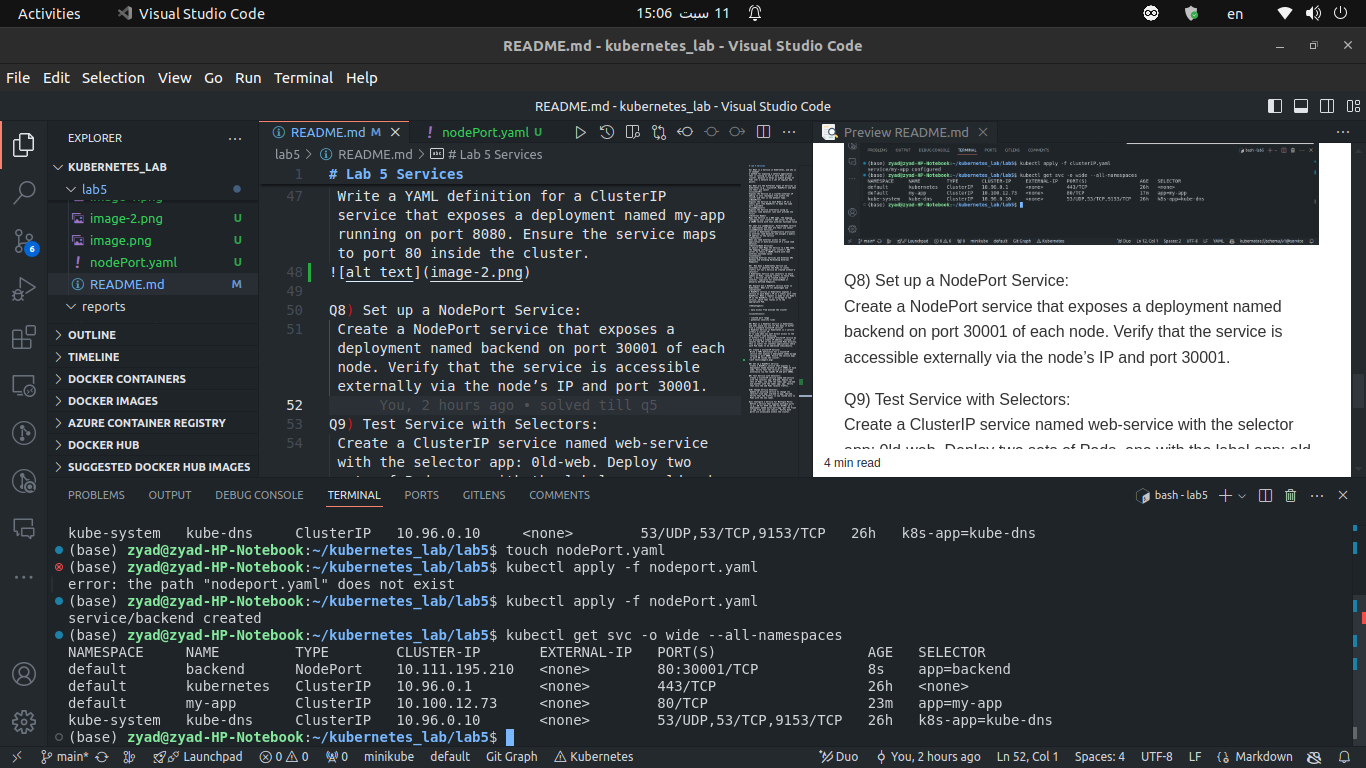 Activities
Visual Studio Code
15:06 11 سبت
en
README.md - kubernetes_lab - Visual Studio Code
File Edit Selection View Go Run Terminal Help
README.md - kubernetes_lab - Visual Studio Code
EXPLORER
KUBERNETES_LAB
lab5
image-2.png U
image.png U
nodePort.yaml U
README.md M
reports
OUTLINE
TIMELINE
DOCKER CONTAINERS
DOCKER IMAGES
AZURE CONTAINER REGISTRY
DOCKER HUB
SUGGESTED DOCKER HUB IMAGES
README.md M
nodePort.yaml U
lab5 > README.md > # Lab 5 Services
1 # Lab 5 Services
47 Write a YAML definition for a ClusterIP
service that exposes a deployment named my-app
running on port 8080. Ensure the service maps
to port 80 inside the cluster.
48 ![alt text](image-2.png)
49
50 Q8) Set up a NodePort Service:
51 Create a NodePort service that exposes a
deployment named backend on port 30001 of each
node. Verify that the service is accessible
externally via the node’s IP and port 30001.
52 You, 2 hours ago • solved till q5
53 Q9) Test Service with Selectors:
54 Create a ClusterIP service named web-service
with the selector app: 0ld-web. Deploy two
Preview README.md
Q8) Set up a NodePort Service:
Create a NodePort service that exposes a deployment named
backend on port 30001 of each node. Verify that the service is
accessible externally via the node’s IP and port 30001.
Q9) Test Service with Selectors:
Create a ClusterIP service named web-service with the selector
4 min read
PROBLEMS OUTPUT DEBUG CONSOLE TERMINAL PORTS GITLENS COMMENTS
bash - lab5
kube-system kube-dns ClusterIP 10.96.0.10 <none> 53/UDP,53/TCP,9153/TCP 26h k8s-app=kube-dns
(base) zyad@zyad-HP-Notebook:~/kubernetes_lab/lab5$ touch nodePort.yaml
(base) zyad@zyad-HP-Notebook:~/kubernetes_lab/lab5$ kubectl apply -f nodeport.yaml
error: the path "nodeport.yaml" does not exist
(base) zyad@zyad-HP-Notebook:~/kubernetes_lab/lab5$ kubectl apply -f nodePort.yaml
service/backend created
(base) zyad@zyad-HP-Notebook:~/kubernetes_lab/lab5$ kubectl get svc -o wide --all-namespaces
NAMESPACE NAME TYPE CLUSTER-IP EXTERNAL-IP PORT(S) AGE SELECTOR
default backend NodePort 10.111.195.210 <none> 80:30001/TCP 8s app=backend
default kubernetes ClusterIP 10.96.0.1 <none> 443/TCP 26h <none>
default my-app ClusterIP 10.100.12.73 <none> 80/TCP 23m app=my-app
kube-system kube-dns ClusterIP 10.96.0.10 <none> 53/UDP,53/TCP,9153/TCP 26h k8s-app=kube-dns
(base) zyad@zyad-HP-Notebook:~/kubernetes_lab/lab5$
main* Launchpad 0 0 0 minikube default Git Graph Kubernetes Duo You, 2 hours ago Ln 52, Col 1 Spaces: 4 UTF-8 LF Markdown